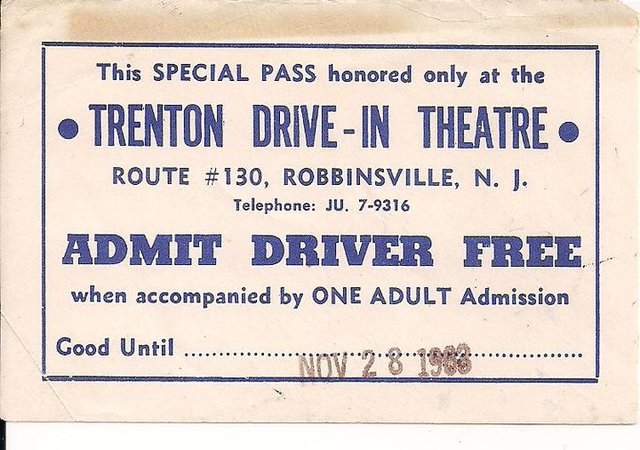 This SPECIAL PASS honored only at the
• TRENTON DRIVE-IN THEATRE •
ROUTE #130, ROBBINSVILLE, N. J.
Telephone: JU. 7-9316
ADMIT DRIVER FREE
when accompanied by ONE ADULT Admission
Good Until ........................................
NOV 28 1968